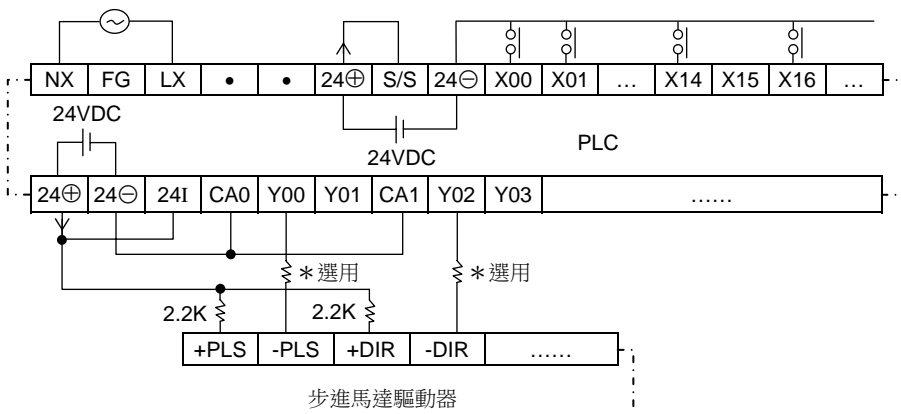 NX FG LX • • 24⊕ S/S 24⊖ X00 X01 … X14 X15 X16 …
24VDC
24VDC
PLC
24⊕ 24⊖ 24I CA0 Y00 Y01 CA1 Y02 Y03 ……
＊選用 ＊選用
2.2K 2.2K
+PLS -PLS +DIR -DIR ……
步進馬達驅動器